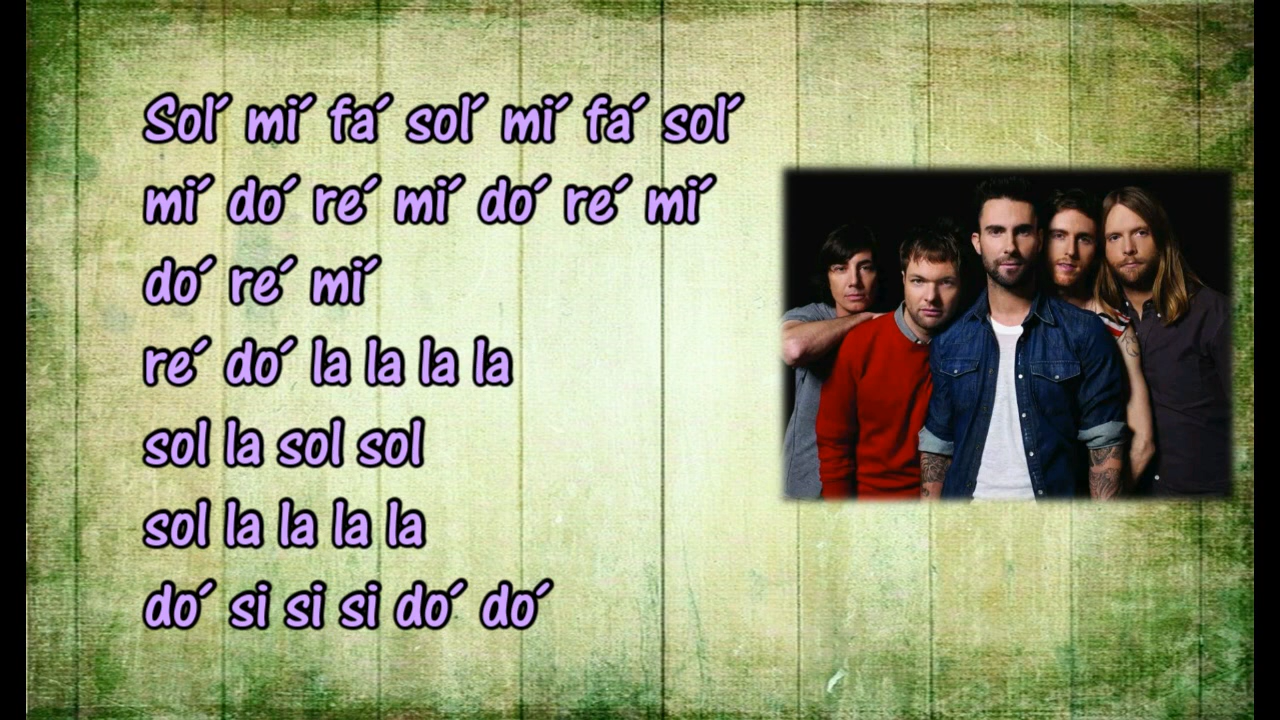 Sol´ mi´ fa´ sol´ mi´ fa´ sol´
mi´ do´ re´ mi´ do´ re´ mi´
do´ re´ mi´
re´ do´ la la la la
sol la sol sol
sol la la la la
do´ si si si do´ do´